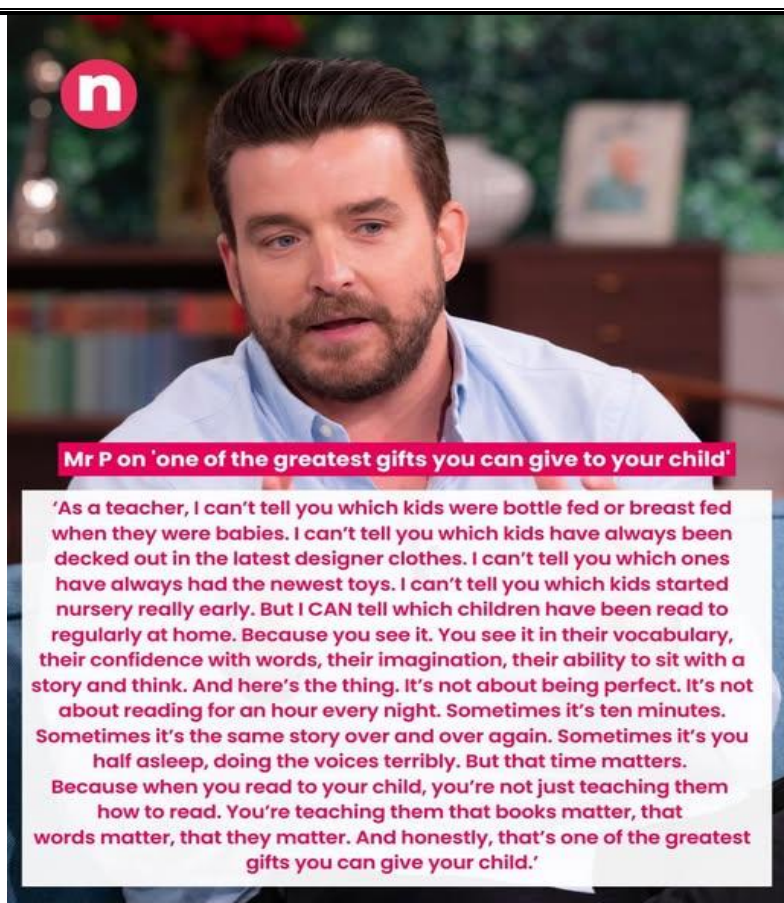 n
Mr P on 'one of the greatest gifts you can give to your child'
'As a teacher, I can't tell you which kids were bottle fed or breast fed
when they were babies. I can't tell you which kids have always been
decked out in the latest designer clothes. I can't tell you which ones
have always had the newest toys. I can't tell you which kids started
nursery really early. But I CAN tell which children have been read to
regularly at home. Because you see it. You see it in their vocabulary,
their confidence with words, their imagination, their ability to sit with a
story and think. And here's the thing. It's not about being perfect. It's not
about reading for an hour every night. Sometimes it's ten minutes.
Sometimes it's the same story over and over again. Sometimes it's you
half asleep, doing the voices terribly. But that time matters.
Because when you read to your child, you're not just teaching them
how to read. You're teaching them that books matter, that
words matter, that they matter. And honestly, that's one of the greatest
gifts you can give your child.'